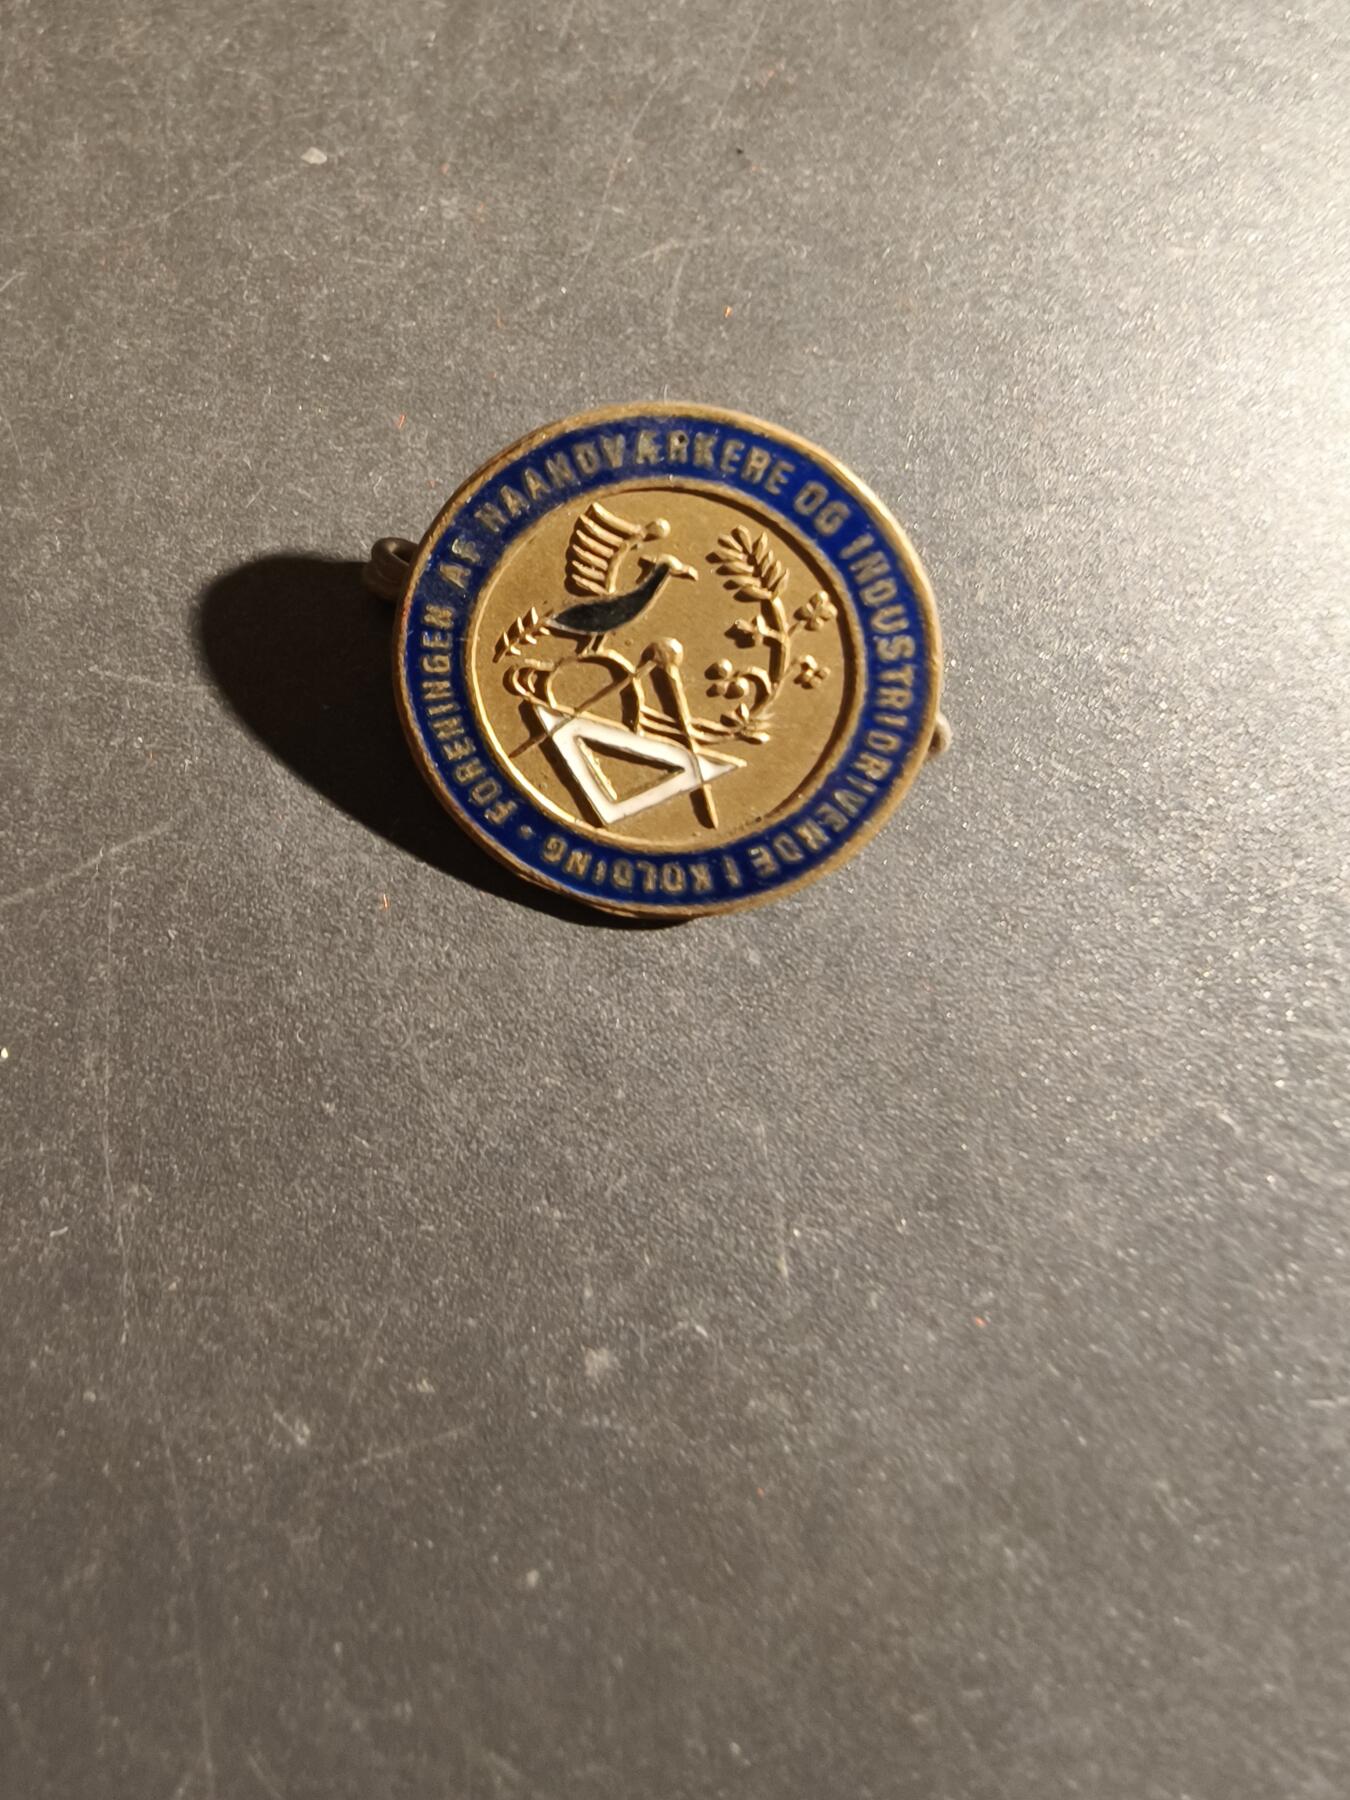 FORENINGEN AF HAANDVÆRKERE OG INDUSTRIDRIVENDE I KOLDING